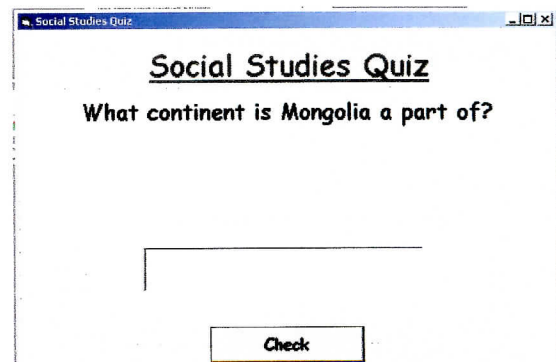 Social Studies Quiz
Social Studies Quiz
What continent is Mongolia a part of?
Check